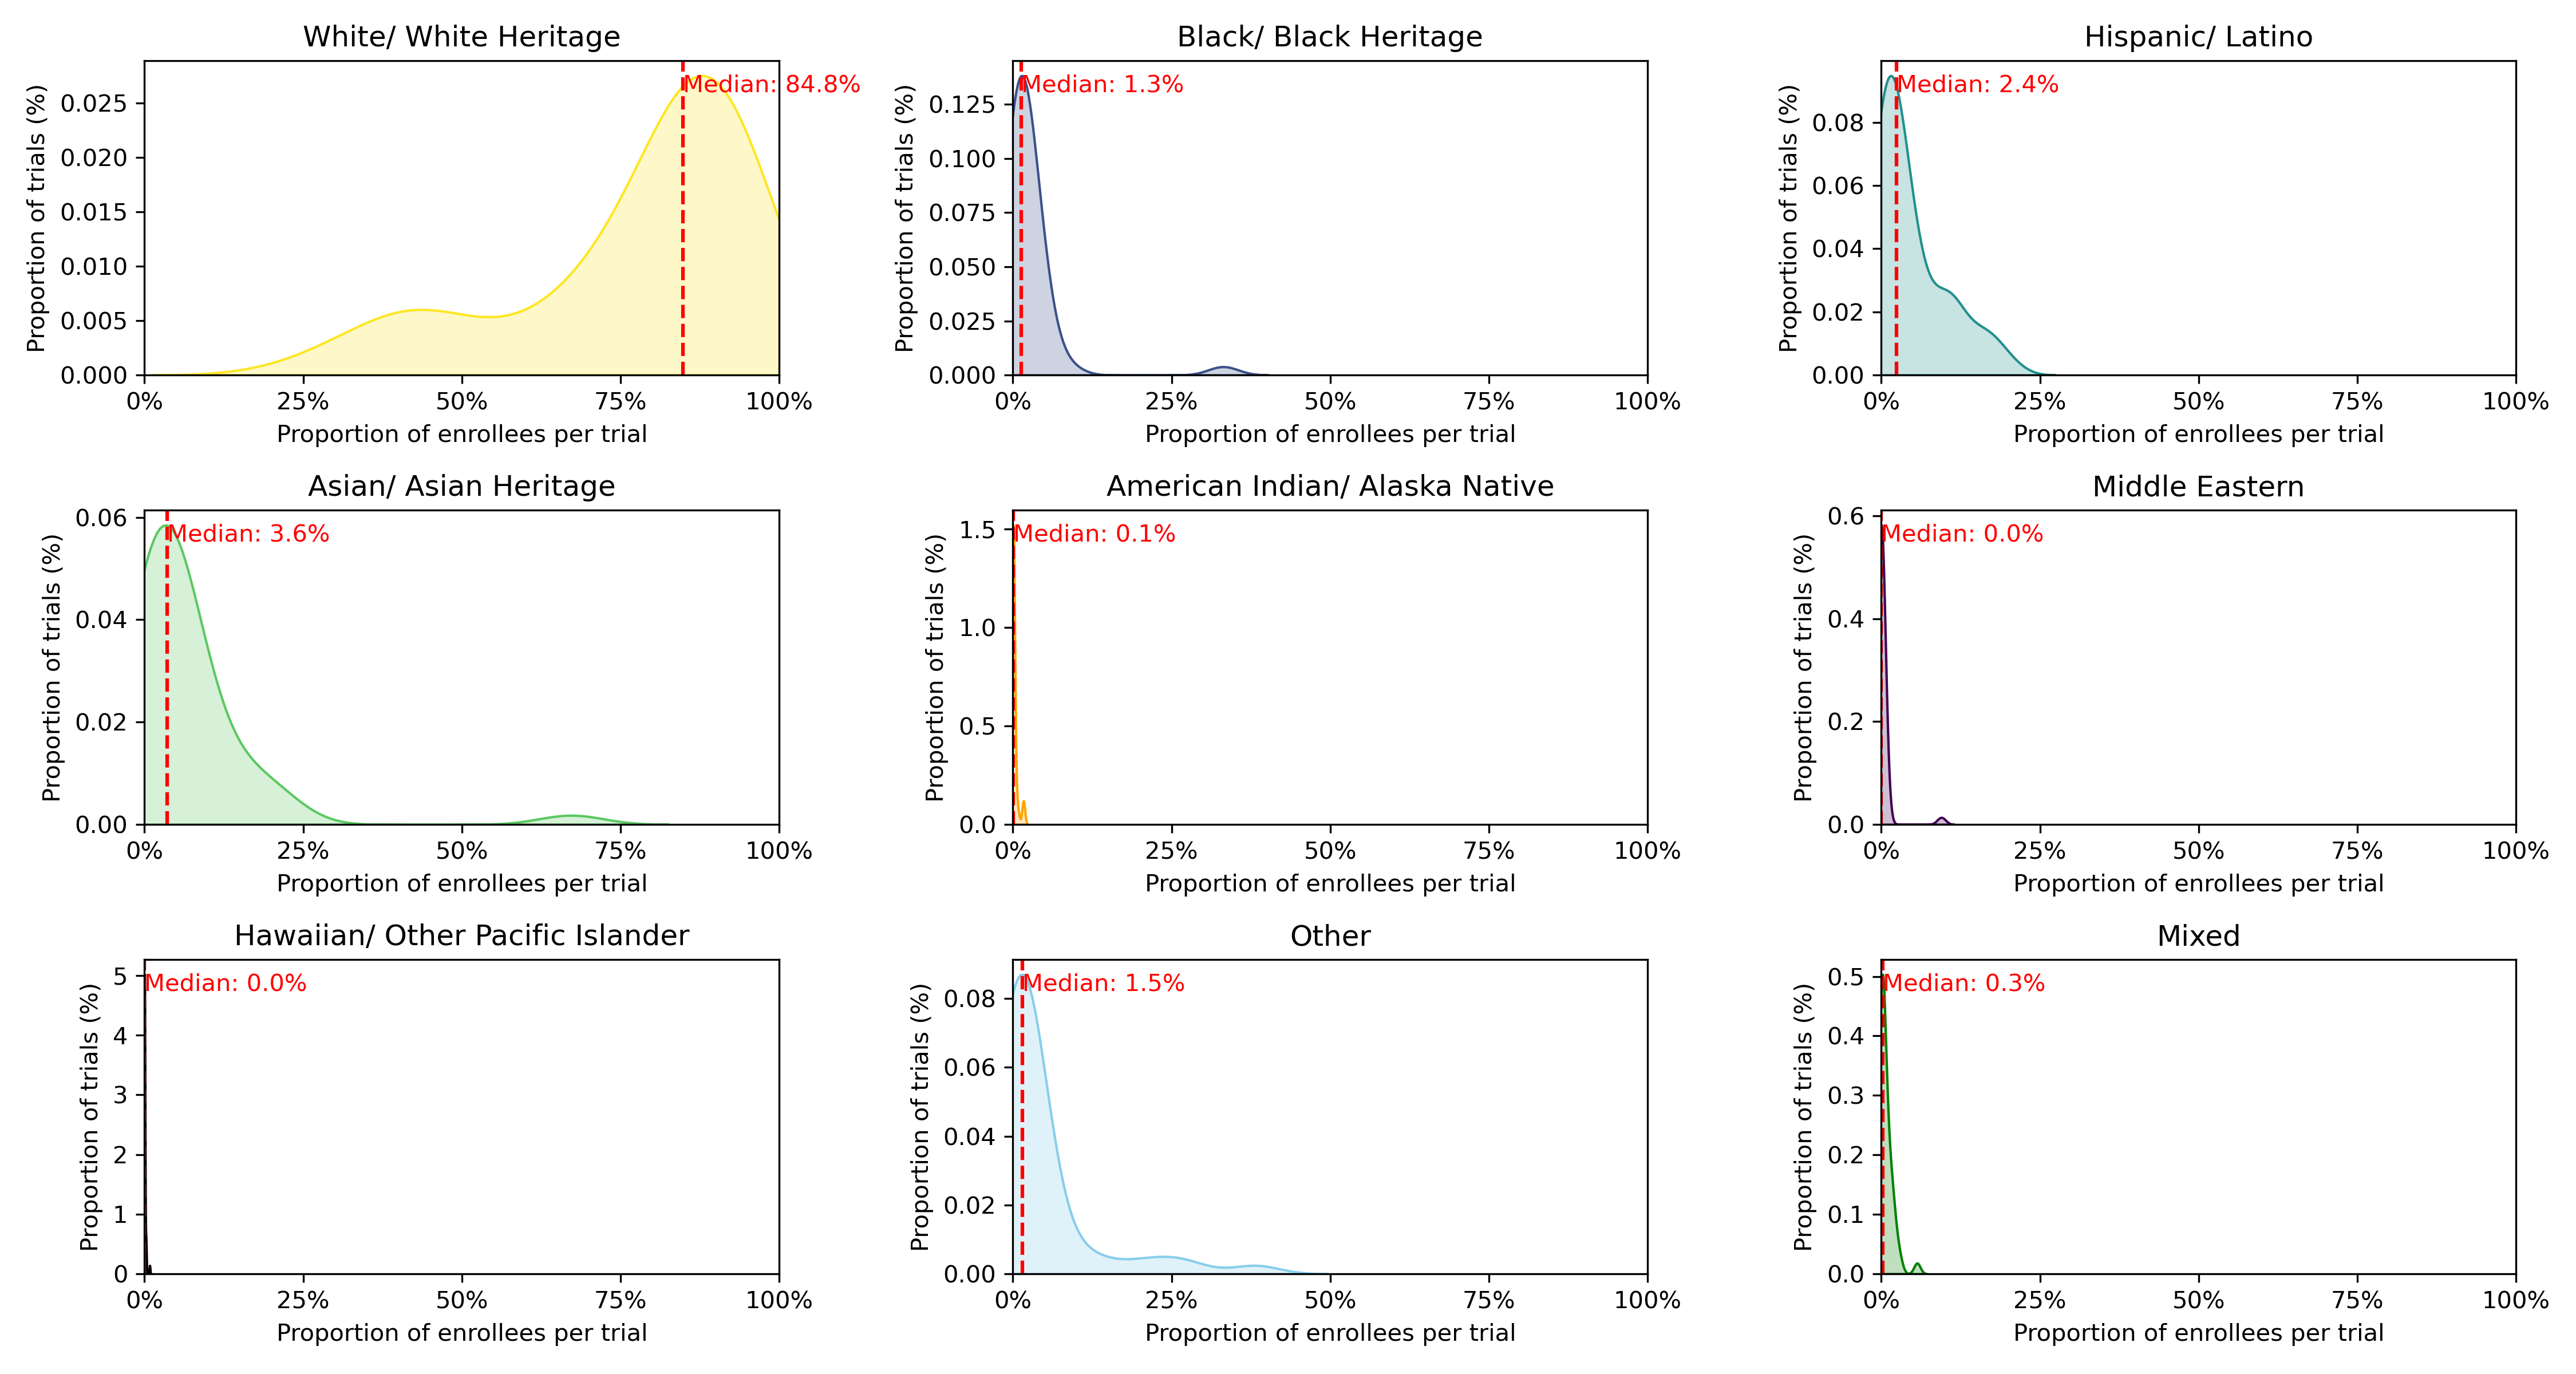 White/ White Heritage
Proportion of trials (%)
0.025
0.020
0.015
0.010
0.005
0.000
Median: 84.8%
0% 25% 50% 75% 100%
Proportion of enrollees per trial
Black/ Black Heritage
Proportion of trials (%)
0.125
0.100
0.075
0.050
0.025
0.000
Median: 1.3%
0% 25% 50% 75% 100%
Proportion of enrollees per trial
Hispanic/ Latino
Proportion of trials (%)
0.08
0.06
0.04
0.02
0.00
Median: 2.4%
0% 25% 50% 75% 100%
Proportion of enrollees per trial
Asian/ Asian Heritage
Proportion of trials (%)
0.06
0.04
0.02
0.00
Median: 3.6%
0% 25% 50% 75% 100%
Proportion of enrollees per trial
American Indian/ Alaska Native
Proportion of trials (%)
1.5
1.0
0.5
0.0
Median: 0.1%
0% 25% 50% 75% 100%
Proportion of enrollees per trial
Middle Eastern
Proportion of trials (%)
0.6
0.4
0.2
0.0
Median: 0.0%
0% 25% 50% 75% 100%
Proportion of enrollees per trial
Hawaiian/ Other Pacific Islander
Proportion of trials (%)
5
4
3
2
1
0
Median: 0.0%
0% 25% 50% 75% 100%
Proportion of enrollees per trial
Other
Proportion of trials (%)
0.08
0.06
0.04
0.02
0.00
Median: 1.5%
0% 25% 50% 75% 100%
Proportion of enrollees per trial
Mixed
Proportion of trials (%)
0.5
0.4
0.3
0.2
0.1
0.0
Median: 0.3%
0% 25% 50% 75% 100%
Proportion of enrollees per trial